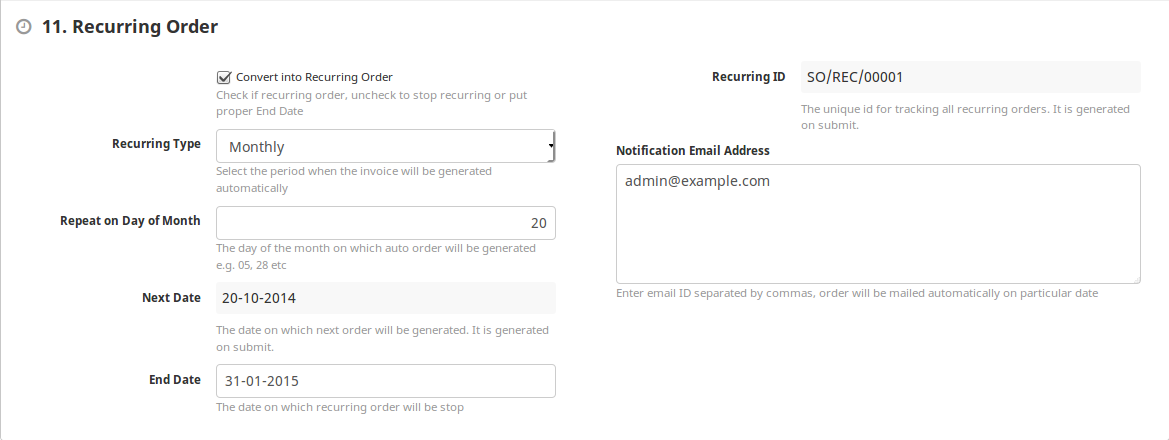 11. Recurring Order
Convert into Recurring Order
Check if recurring order, uncheck to stop recurring or put
proper End Date
Recurring Type
Monthly
Select the period when the invoice will be generated
automatically
Repeat on Day of Month
20
The day of the month on which auto order will be generated
e.g. 05, 28 etc
Next Date
20-10-2014
The date on which next order will be generated. It is generated
on submit.
End Date
31-01-2015
The date on which recurring order will be stop
Recurring ID
SO/REC/00001
The unique id for tracking all recurring orders. It is generated
on submit.
Notification Email Address
admin@example.com
Enter email ID separated by commas, order will be mailed automatically on particular date